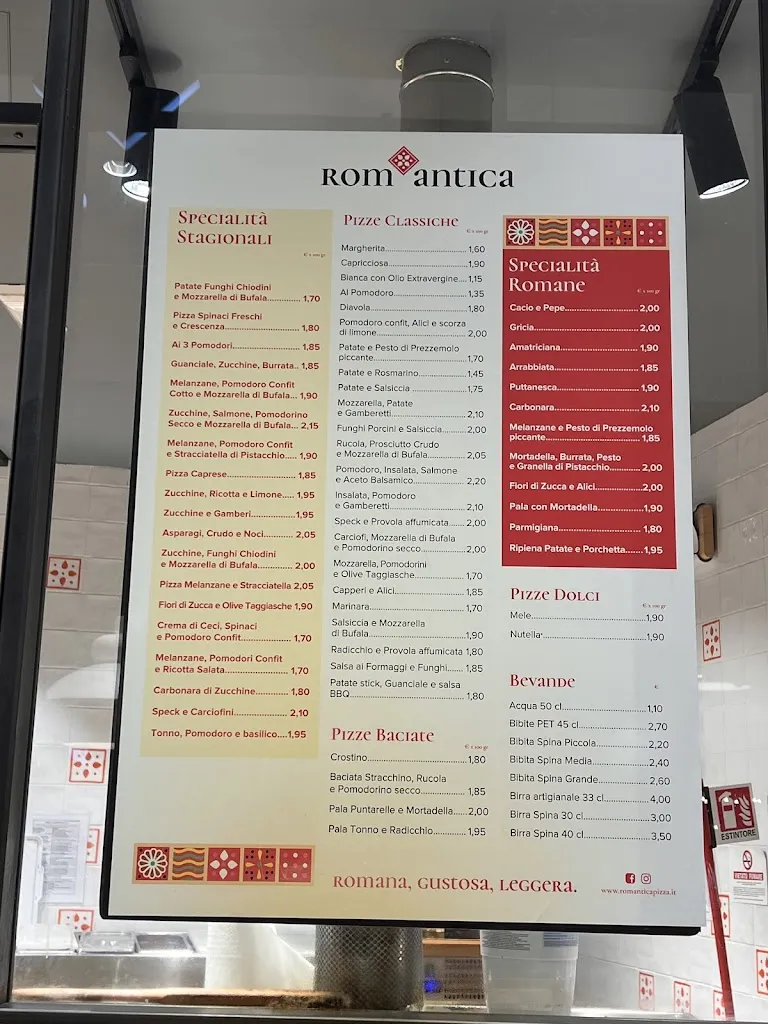 ROMANTICA
Specialità
Stagionali
€ x 100 gr
Patate Funghi Chiodini
e Mozzarella di Bufala............ 1,70
Pizza Spinaci Freschi
e Crescenza............ 1,80
Ai 3 Pomodori............ 1,85
Guanciale, Zucchine, Burrata.. 1,85
Melanzane, Pomodoro Confit
Cotto e Mozzarella di Bufala... 1,90
Zucchine, Salmone, Pomodorino
Secco e Mozzarella di Bufala... 2,15
Melanzane, Pomodoro Confit
e Stracciatella di Pistacchio..... 1,90
Pizza Caprese............ 1,85
Zucchine, Ricotta e Limone..... 1,95
Zucchine e Gamberi............1,95
Asparagi, Crudo e Noci............ 2,05
Zucchine, Funghi Chiodini
e Mozzarella di Bufala............ 2,00
Pizza Melanzane e Stracciatella 2,05
Fiori di Zucca e Olive Taggiasche 1,90
Crema di Ceci, Spinaci
e Pomodoro Confit............ 1,70
Melanzane, Pomodori Confit
e Ricotta Salata............ 1,70
Carbonara di Zucchine............ 1,80
Speck e Carciofini............ 2,10
Tonno, Pomodoro e basilico....1,95
Pizze Classiche
€ x 100 gr
Margherita............ 1,60
Capricciosa............ 1,90
Bianca con Olio Extravergine.... 1,15
Al Pomodoro............ 1,35
Diavola............ 1,80
Pomodoro confit, Alici e scorza
di limone............ 2,00
Patate e Pesto di Prezzemolo
piccante............ 1,70
Patate e Rosmarino............ 1,45
Patate e Salsiccia ............ 1,75
Mozzarella, Patate
e Gamberetti............ 2,10
Funghi Porcini e Salsiccia........2,00
Rucola, Prosciutto Crudo
e Mozzarella di Bufala............ 2,05
Pomodoro, Insalata, Salmone
e Aceto Balsamico............ 2,20
Insalata, Pomodoro
e Gamberetti............ 2,10
Speck e Provola affumicata..... 2,00
Carciofi, Mozzarella di Bufala
e Pomodorino secco............2,00
Mozzarella, Pomodorini
e Olive Taggiasche............ 1,70
Capperi e Alici............ 1,85
Marinara............ 1,70
Salsiccia e Mozzarella
di Bufala............1,90
Radicchio e Provola affumicata 1,80
Salsa ai Formaggi e Funghi...... 1,85
Patate stick, Guanciale e salsa
BBQ............ 1,80
Pizze Baciate
€ x 100 gr
Crostino............ 1,80
Baciata Stracchino, Rucola
e Pomodorino secco............ 1,85
Pala Puntarelle e Mortadella.....2,00
Pala Tonno e Radicchio............ 1,95
Specialità
Romane
€ x 100 gr
Cacio e Pepe............ 2,00
Gricia............ 2,00
Amatriciana............ 1,90
Arrabbiata............ 1,85
Puttanesca............ 1,90
Carbonara............ 2,10
Melanzane e Pesto di Prezzemolo
piccante............ 1,85
Mortadella, Burrata, Pesto
e Granella di Pistacchio............ 2,00
Fiori di Zucca e Alici............2,00
Pala con Mortadella............1,90
Parmigiana............ 1,80
Ripiena Patate e Porchetta.......1,95
Pizze Dolci
€ x 100 gr
Mele............1,90
Nutella............1,90
Bevande
€
Acqua 50 cl............1,10
Bibite PET 45 cl............ 2,70
Bibita Spina Piccola............2,20
Bibita Spina Media............2,40
Bibita Spina Grande............ 2,60
Birra artigianale 33 cl............4,00
Birra Spina 30 cl............3,00
Birra Spina 40 cl............3,50
ROMANA, GUSTOSA, LEGGERA.
www.romanticapizza.it
ESTINTORE
VIETATO FUMARE